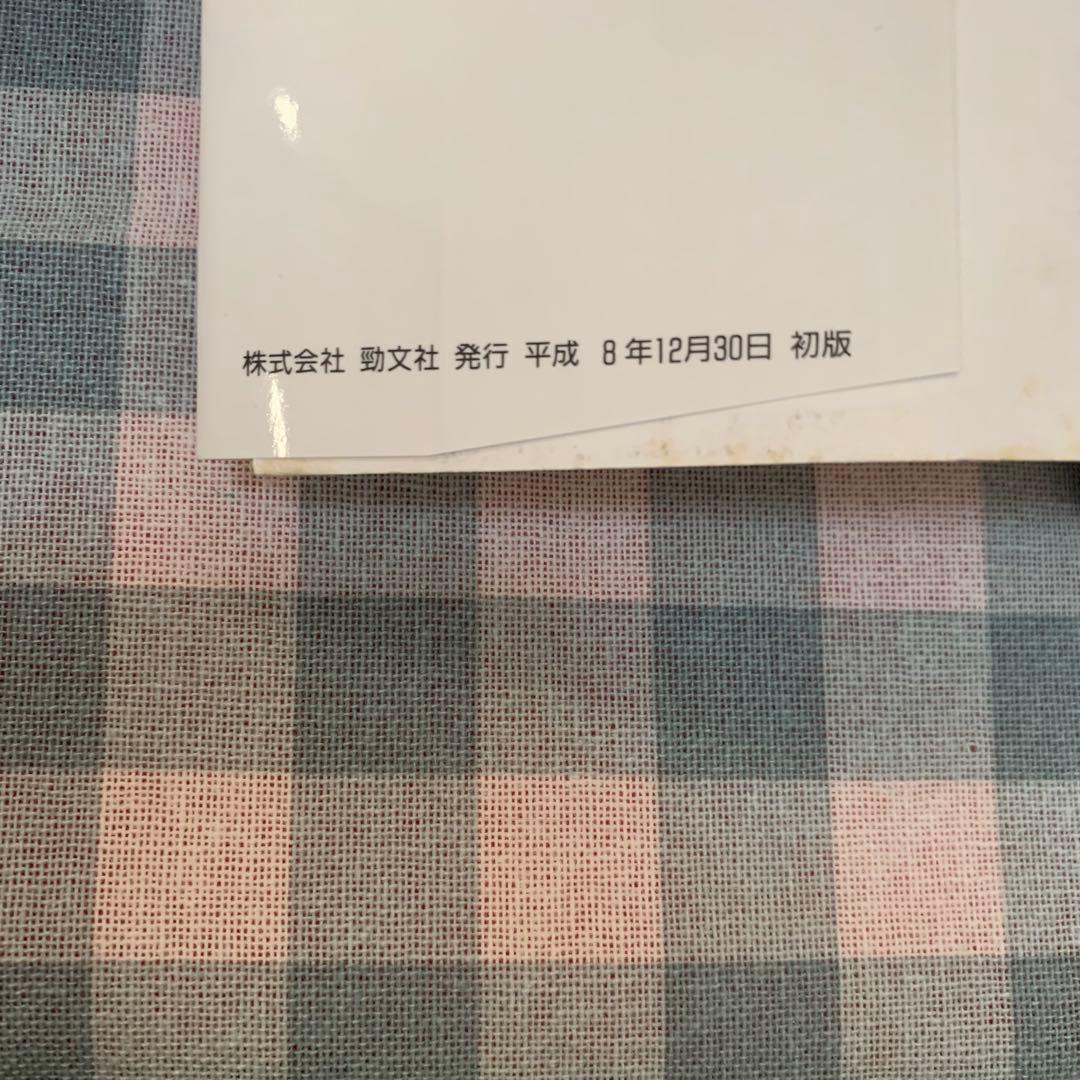 株式会社 勁文社 発行 平成 8年12月30日 初版